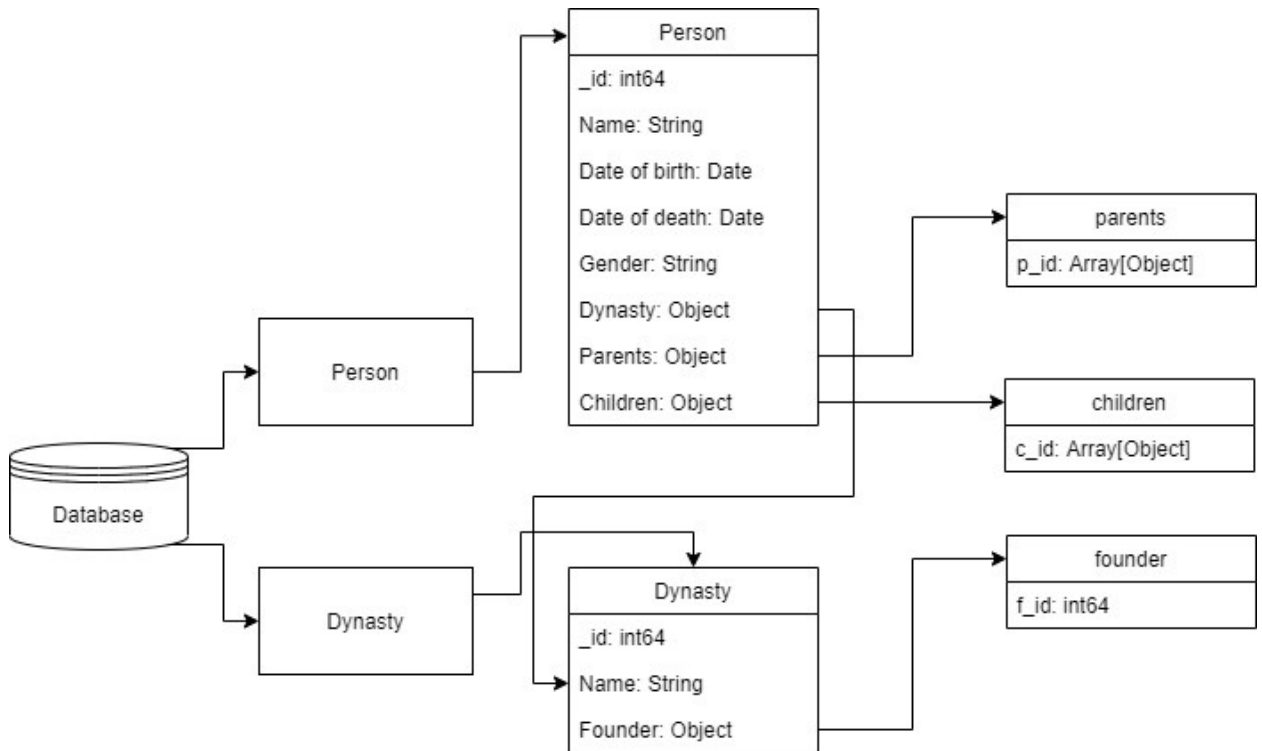 Person
_id: int64
Name: String
Date of birth: Date
Date of death: Date
Gender: String
Dynasty: Object
Parents: Object
Children: Object
parents
p_id: Array[Object]
children
c_id: Array[Object]
Person
Database
Dynasty
Dynasty
_id: int64
Name: String
Founder: Object
founder
f_id: int64